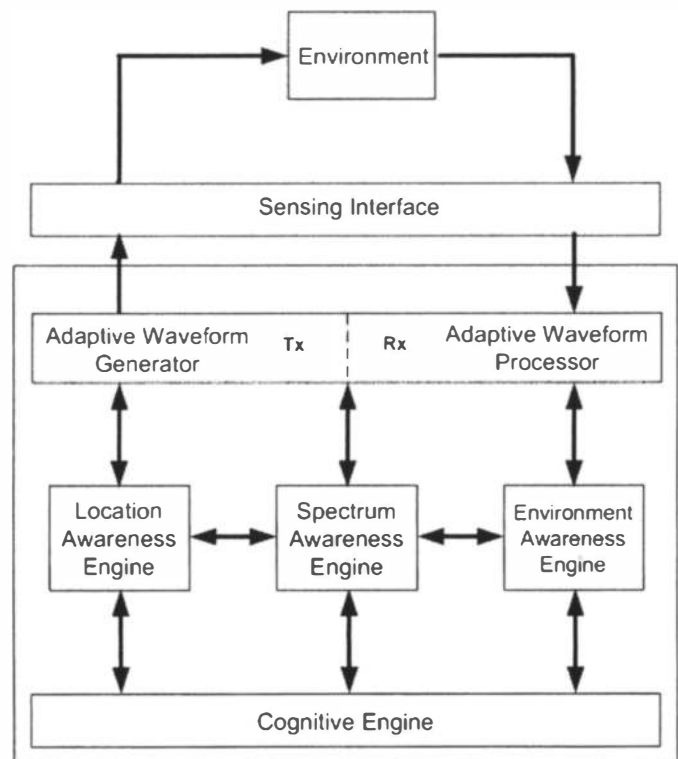 Environment
Sensing Interface
Adaptive Waveform
Generator
Tx
Rx
Adaptive Waveform
Processor
Location
Awareness
Engine
Spectrum
Awareness
Engine
Environment
Awareness
Engine
Cognitive Engine